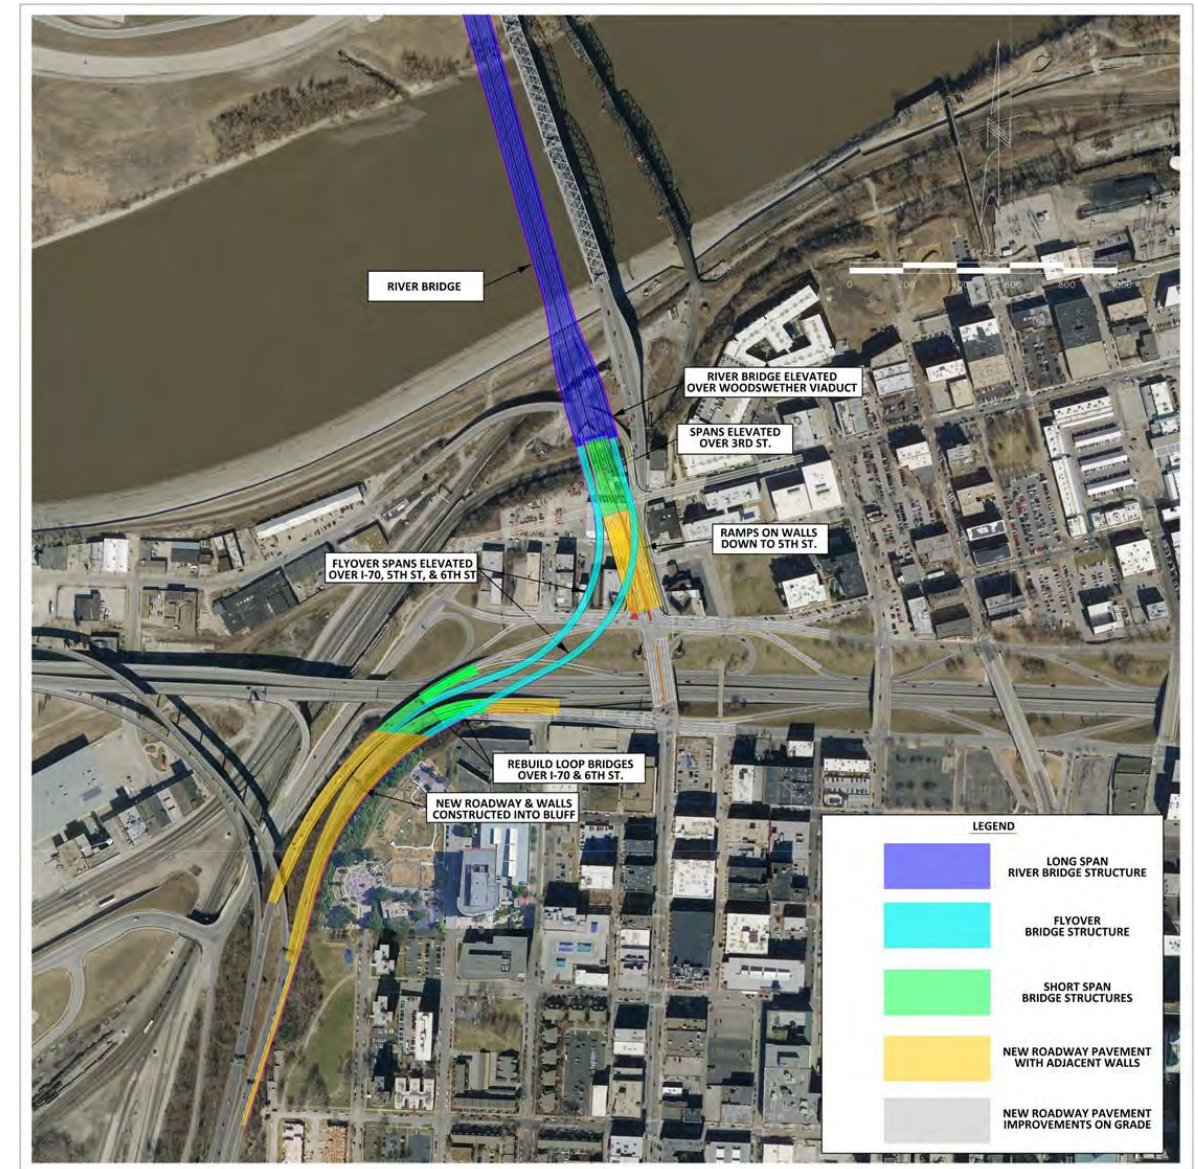 RIVER BRIDGE
SCALE
0 200 400 600 800 1000
RIVER BRIDGE ELEVATED
OVER WOODSWETHER VIADUCT
SPANS ELEVATED
OVER 3RD ST.
RAMPS ON WALLS
DOWN TO 5TH ST.
FLYOVER SPANS ELEVATED
OVER I-70, 5TH ST, & 6TH ST
REBUILD LOOP BRIDGES
OVER I-70 & 6TH ST.
NEW ROADWAY & WALLS
CONSTRUCTED INTO BLUFF
LEGEND
LONG SPAN
RIVER BRIDGE STRUCTURE
FLYOVER
BRIDGE STRUCTURE
SHORT SPAN
BRIDGE STRUCTURES
NEW ROADWAY PAVEMENT
WITH ADJACENT WALLS
NEW ROADWAY PAVEMENT
IMPROVEMENTS ON GRADE